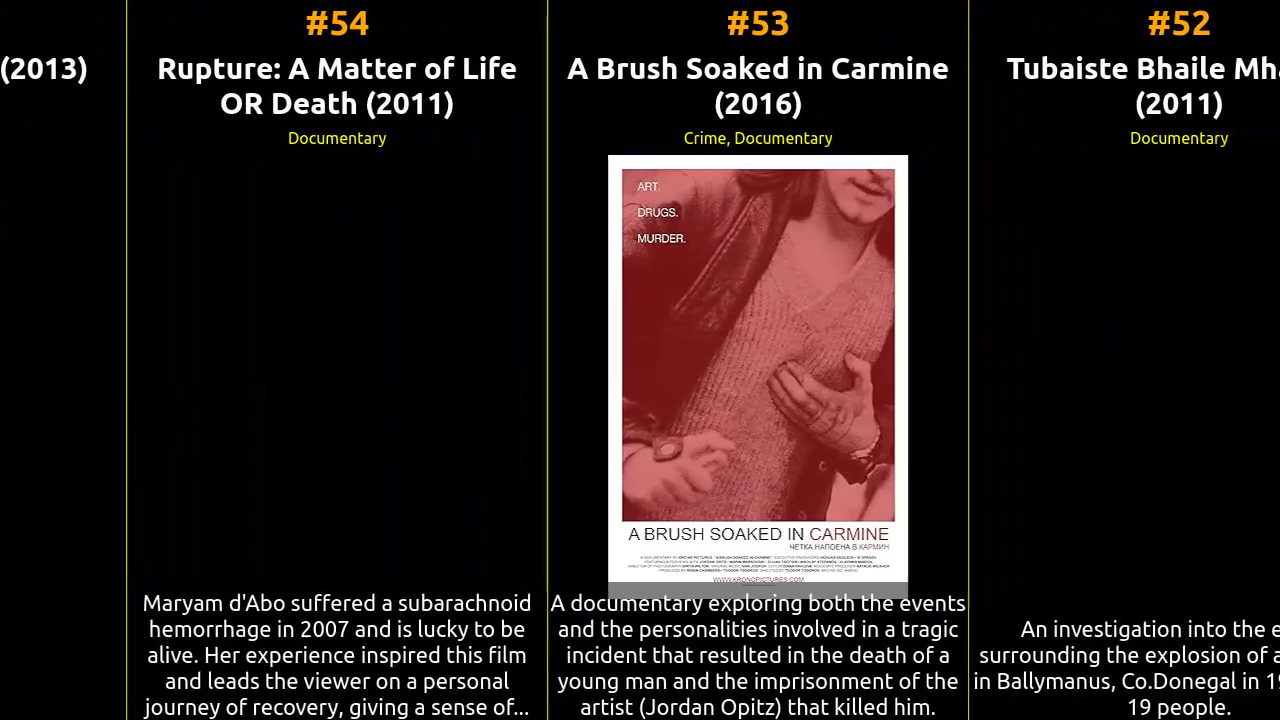 (2013)
#54
Rupture: A Matter of Life
OR Death (2011)
Documentary
Maryam d'Abo suffered a subarachnoid
hemorrhage in 2007 and is lucky to be
alive. Her experience inspired this film
and leads the viewer on a personal
journey of recovery, giving a sense of...
#53
A Brush Soaked in Carmine
(2016)
Crime, Documentary
ART.
DRUGS.
MURDER.
A BRUSH SOAKED IN CARMINE
ЧЕТКА НАПОЕНА В КАРМИН
WWW.KRONOPICTURES.COM
A documentary exploring both the events
and the personalities involved in a tragic
incident that resulted in the death of a
young man and the imprisonment of the
artist (Jordan Opitz) that killed him.
#52
Tubaiste Bhaile
(2011)
Documentary
An investigation into the
surrounding the explosion of
in Ballymanus, Co.Donegal in
19 people.